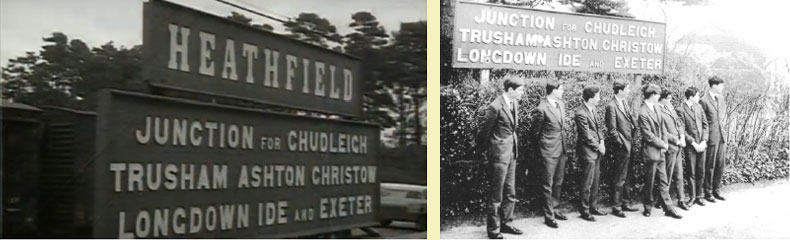 HEATHFIELD
JUNCTION FOR CHUDLEIGH
TRUSHAM ASHTON CHRISTOW
LONGDOWN IDE AND EXETER
JUNCTION FOR CHUDLEIGH
TRUSHAM ASHTON CHRISTOW
LONGDOWN IDE AND EXETER